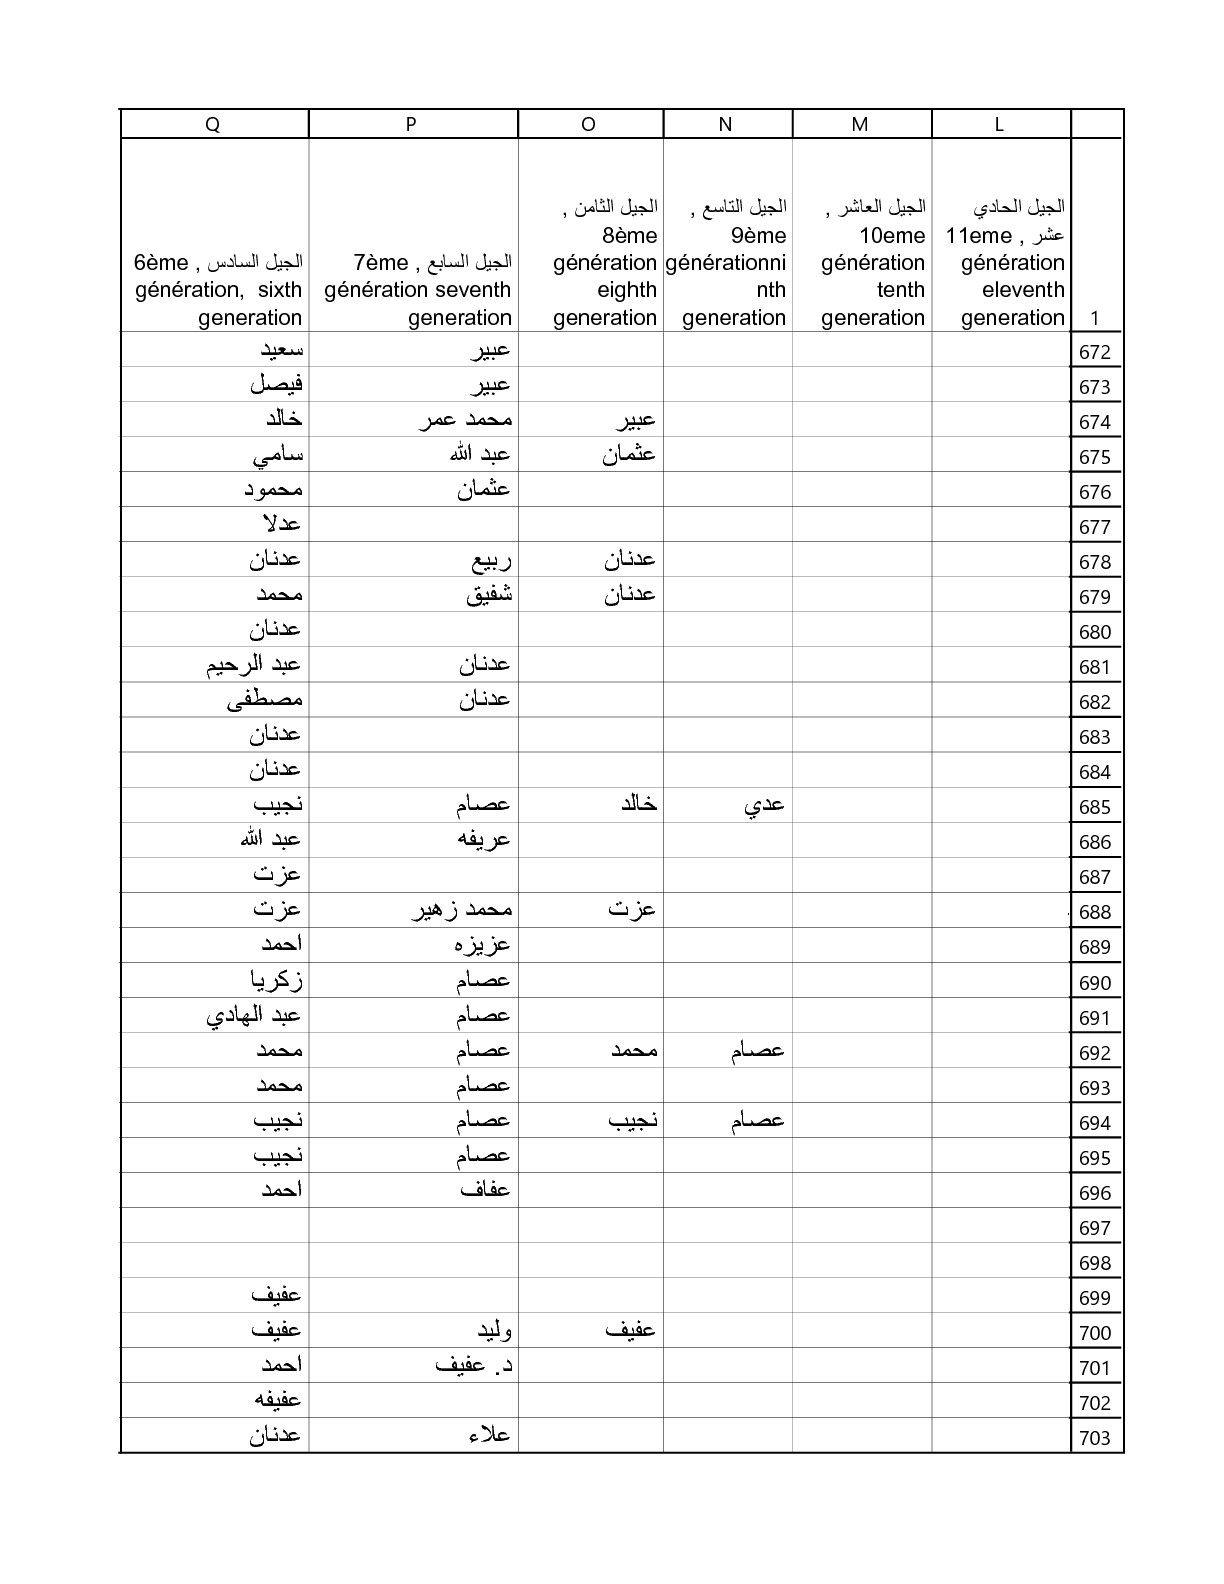 L M N O P Q
1 الجيل الحادي عشر , 11eme génération eleventh generation الجيل العاشر , 10eme génération tenth generation الجيل التاسع , 9ème générationni nth generation الجيل الثامن , 8ème génération eighth generation الجيل السابع , 7ème génération seventh generation الجيل السادس , 6ème génération, sixth generation
672 عبير سعيد
673 عبير فيصل
674 عبير محمد عمر خالد
675 عثمان عبد الله سامي
676 عثمان محمود
677 عدلا
678 عدنان ربيع عدنان
679 عدنان شفيق محمد
680 عدنان
681 عدنان عبد الرحيم
682 عدنان مصطفى
683 عدنان
684 عدنان
685 عدي خالد عصام نجيب
686 عريفه عبد الله
687 عزت
688 عزت محمد زهير عزت
689 عزيزه احمد
690 عصام زكريا
691 عصام عبد الهادي
692 عصام محمد عصام محمد
693 عصام محمد
694 عصام نجيب عصام نجيب
695 عصام نجيب
696 عفاف احمد
697
698
699 عفيف
700 عفيف وليد عفيف
701 د. عفيف احمد
702 عفيفه
703 علاء عدنان